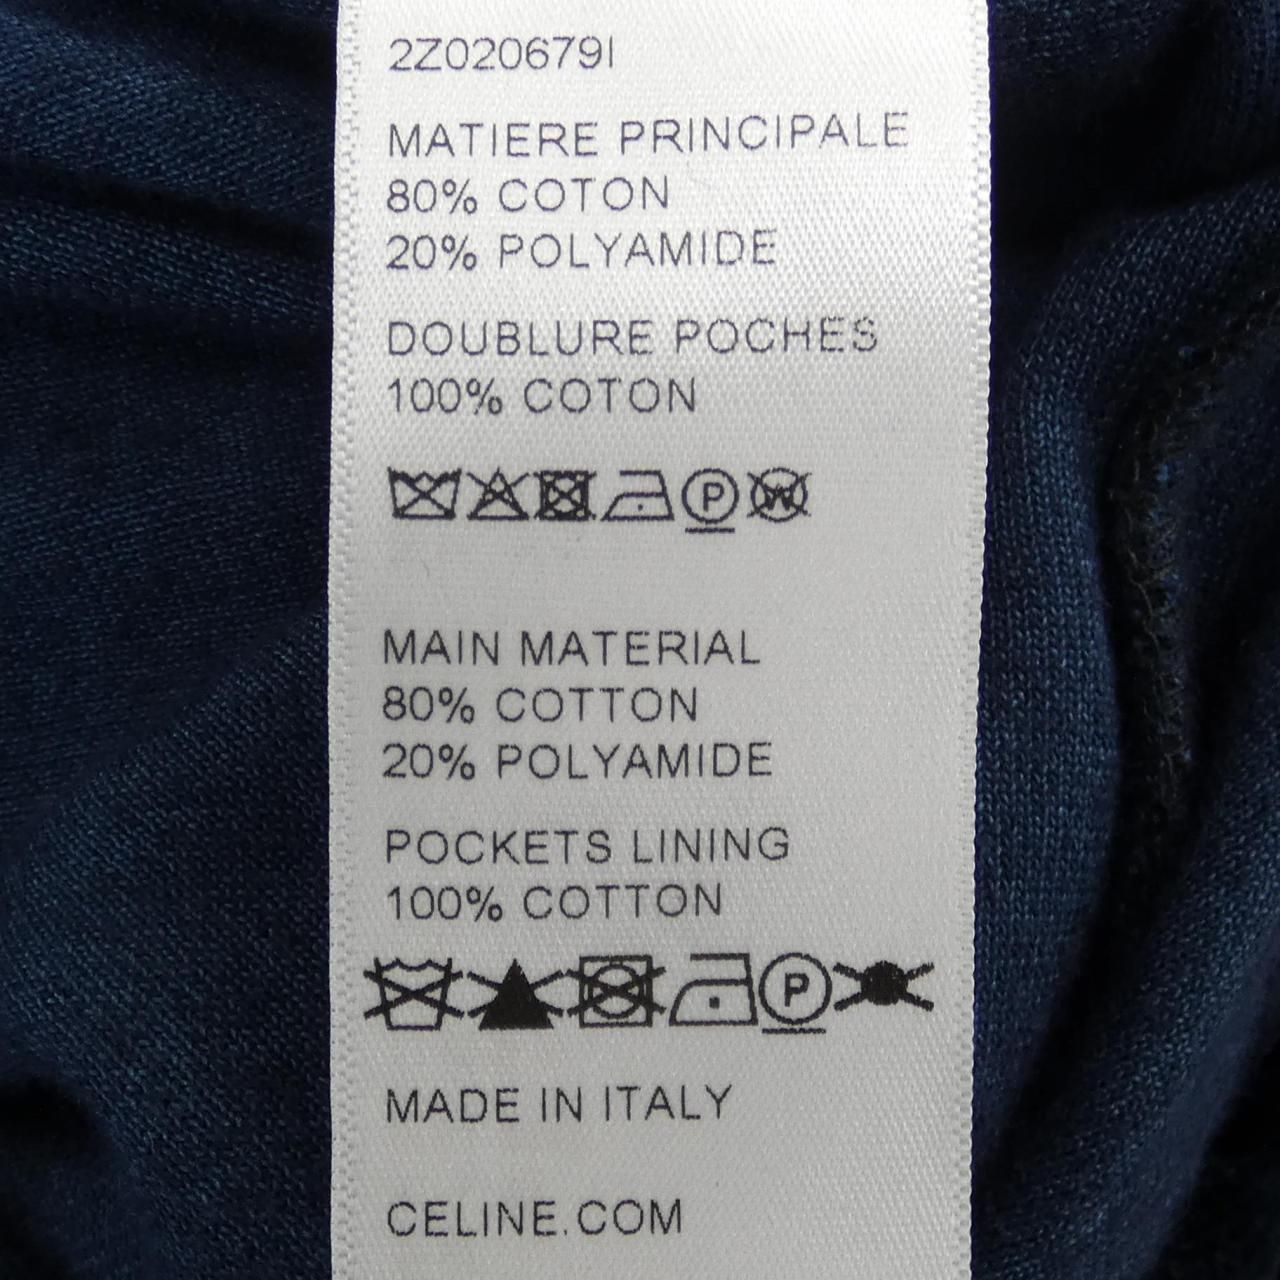 2Z020679I
MATIERE PRINCIPALE
80% COTON
20% POLYAMIDE
DOUBLURE POCHES
100% COTON
P W
MAIN MATERIAL
80% COTTON
20% POLYAMIDE
POCKETS LINING
100% COTTON
P
MADE IN ITALY
CELINE.COM